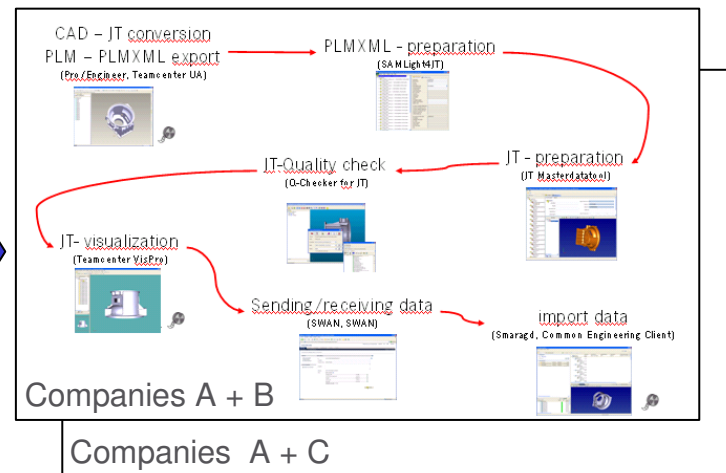 CAD – JT conversion
PLM – PLMXML export
(Pro/Engineer, Teamcenter UA)
PLMXML - preparation
(SAMLight4JT)
JT - preparation
(JT Masterdatatool)
JT-Quality check
(Q-Checker for JT)
JT- visualization
(Teamcenter VisPro)
Sending/receiving data
(SWAN, SWAN)
import data
(Smaragd, Common Engineering Client)
Companies A + B
Companies A + C